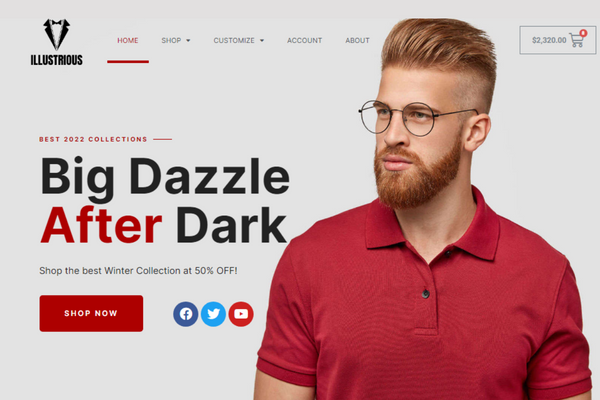 ILLUSTRIOUS
HOME SHOP CUSTOMIZE ACCOUNT ABOUT
$2,320.00
BEST 2022 COLLECTIONS
Big Dazzle
After Dark
Shop the best Winter Collection at 50% OFF!
SHOP NOW